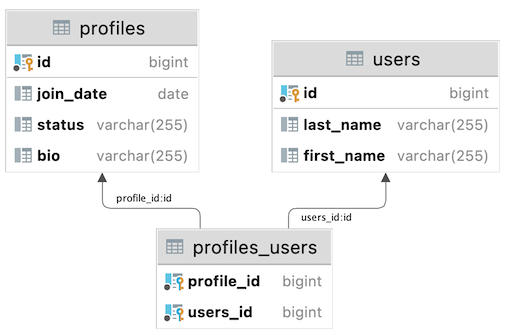 profiles
id bigint
join_date date
status varchar(255)
bio varchar(255)
users
id bigint
last_name varchar(255)
first_name varchar(255)
profile_id:id
users_id:id
profiles_users
profile_id bigint
users_id bigint